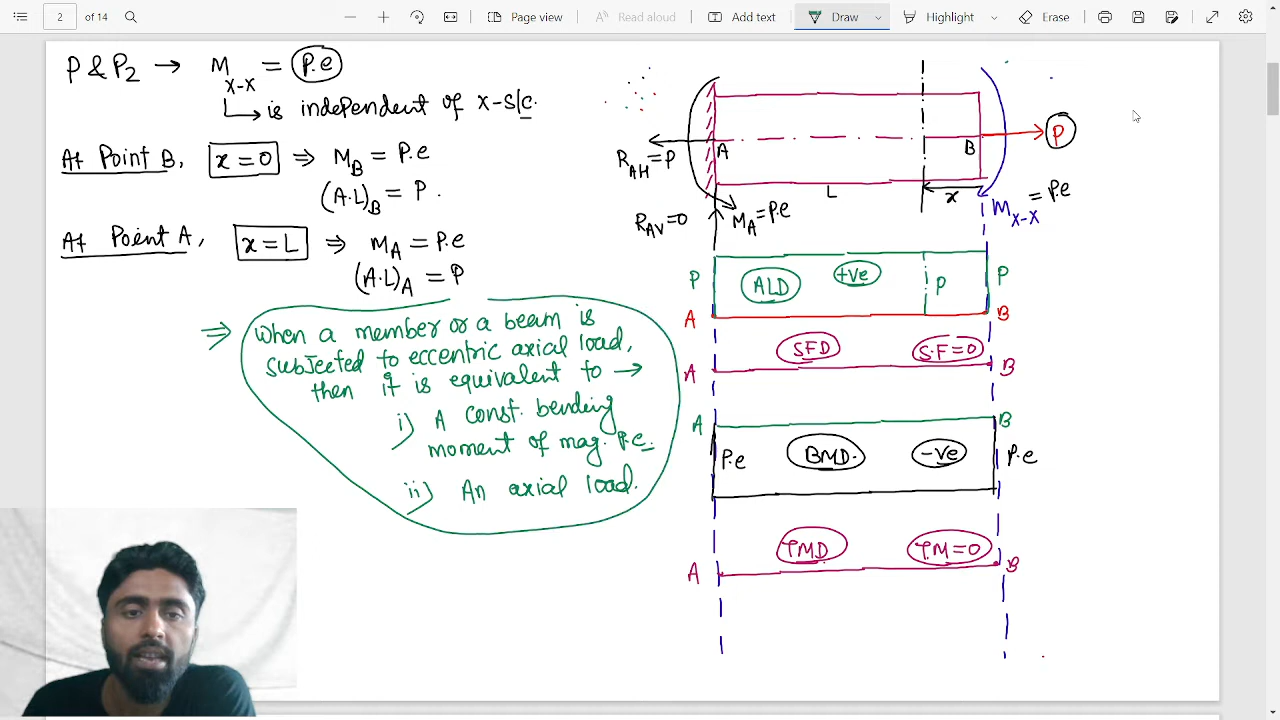 2 of 14
Page view
Read aloud
Add text
Draw
Highlight
Erase
P & P2 → M x-x = P.e
↳ is independent of x-s/c.
At Point B, x=0 ⇒ MB = P.e
(A.L)B = P.
At Point A, x=L ⇒ MA = P.e
(A.L)A = P
⇒ When a member or a beam is
subjected to eccentric axial load,
then it is equivalent to →
i) A const. bending
moment of mag. P.e.
ii) An axial load.
RAH=P
A
B
P
L
x
RAV=0
MA=P.e
Mx-x = P.e
P
ALD
+ve
P
P
A
B
SFD
S.F=0
A
B
A
B
P.e
BMD.
-ve
P.e
TMD
TM=0
A
B